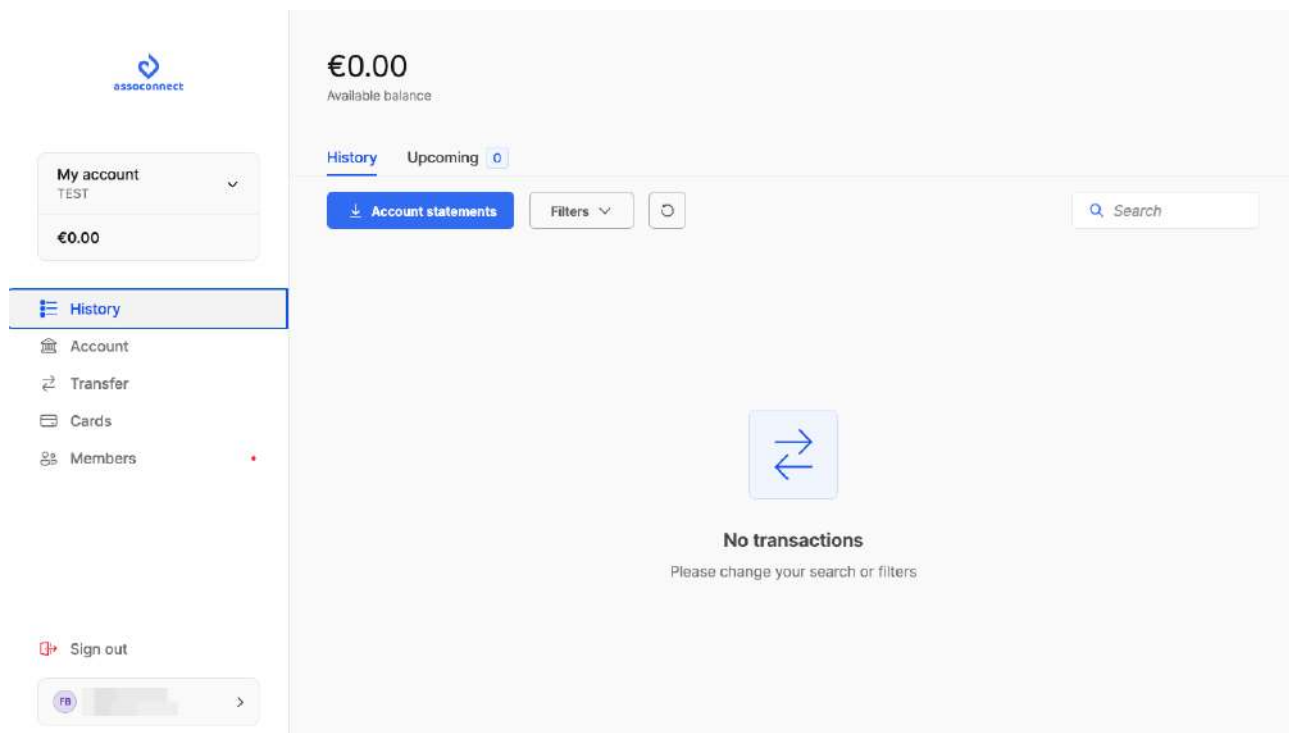 assoconnect
My account
TEST
€0.00
History
Account
Transfer
Cards
Members
Sign out
FB
€0.00
Available balance
History Upcoming 0
Account statements Filters Search
No transactions
Please change your search or filters